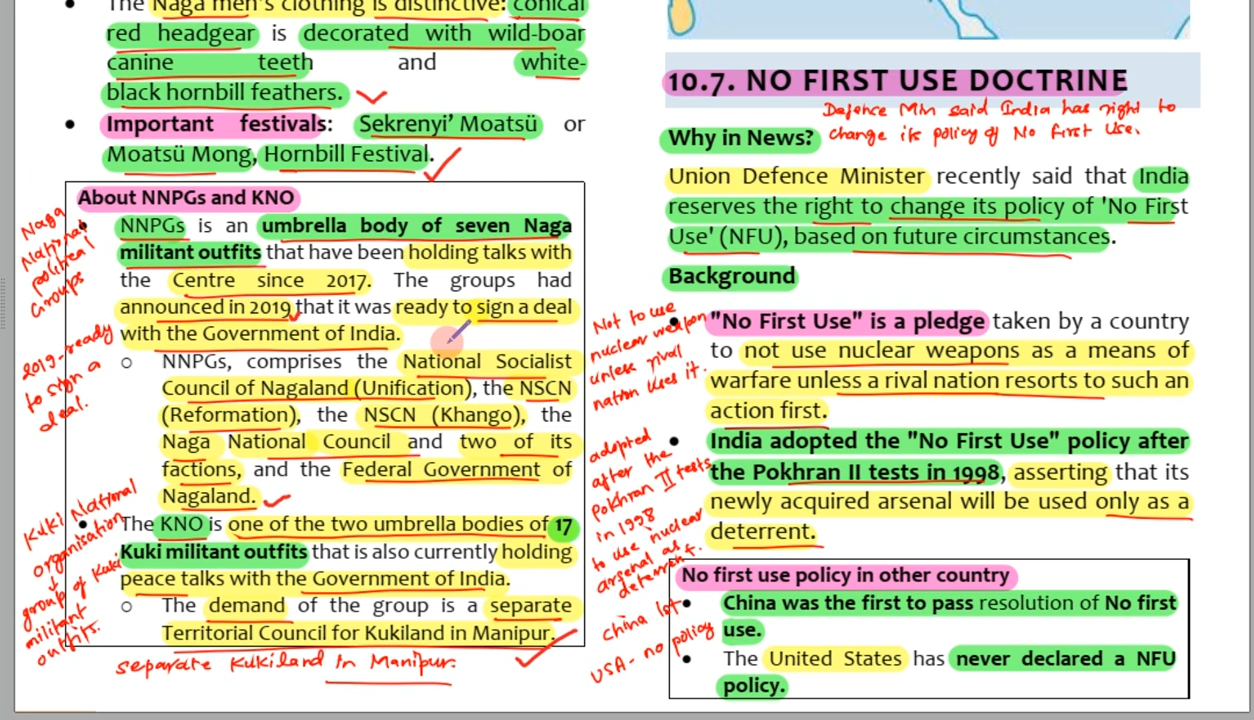 The Naga men's clothing is distinctive: conical
red headgear is decorated with wild-boar
canine teeth and white-
black hornbill feathers.
Important festivals: Sekrenyi' Moatsü or
Moatsü Mong, Hornbill Festival.
About NNPGs and KNO
NNPGs is an umbrella body of seven Naga
militant outfits that have been holding talks with
the Centre since 2017. The groups had
announced in 2019 that it was ready to sign a deal
with the Government of India.
NNPGs, comprises the National Socialist
Council of Nagaland (Unification), the NSCN
(Reformation), the NSCN (Khango), the
Naga National Council and two of its
factions, and the Federal Government of
Nagaland.
The KNO is one of the two umbrella bodies of 17
Kuki militant outfits that is also currently holding
peace talks with the Government of India.
The demand of the group is a separate
Territorial Council for Kukiland in Manipur.
separate Kukiland in Manipur.
Naga
National
political
Groups
2019-ready
to sign a
deal.
Kuki National
organisation
group of Kuki
militant
outfits.
10.7. NO FIRST USE DOCTRINE
Defence Min said India has right to
change its policy of No First Use.
Why in News?
Union Defence Minister recently said that India
reserves the right to change its policy of 'No First
Use' (NFU), based on future circumstances.
Background
"No First Use" is a pledge taken by a country
to not use nuclear weapons as a means of
warfare unless a rival nation resorts to such an
action first.
India adopted the "No First Use" policy after
the Pokhran II tests in 1998, asserting that its
newly acquired arsenal will be used only as a
deterrent.
Not to use
nuclear weapon
unless rival
nation uses it.
adopted
after the
Pokhran II tests
in 1998
to use nuclear
arsenal as
deterrent.
No first use policy in other country
China was the first to pass resolution of No first
use.
The United States has never declared a NFU
policy.
China 1st
USA - no policy